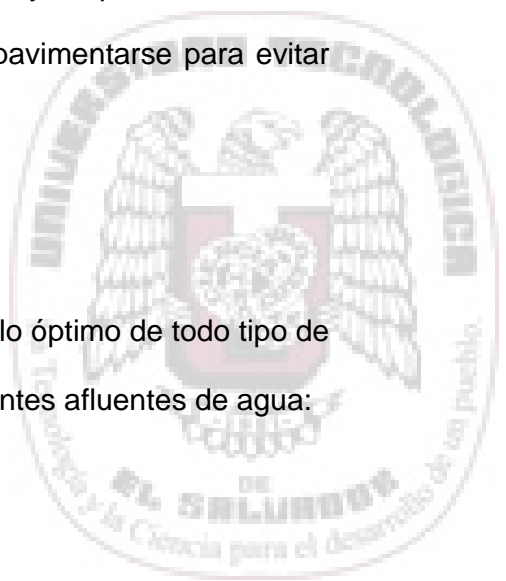 pavimentarse para evitar
UNIVERSIDAD TECNOLOGICA
lo óptimo de todo tipo de
ntes afluentes de agua:
DE
EL SALVADOR
la Ciencia para el desarrollo de un pueblo.